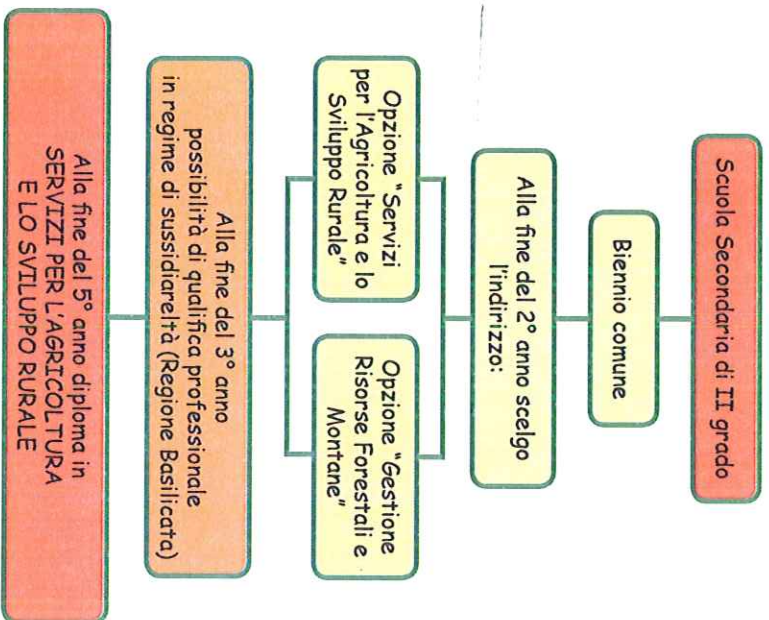 Scuola Secondaria di II grado
Biennio comune
Alla fine del 2° anno scelgo
l'indirizzo:
Opzione "Servizi
per l'Agricoltura e lo
Sviluppo Rurale"
Opzione "Gestione
Risorse Forestali e
Montane"
Alla fine del 3° anno
possibilità di qualifica professionale
in regime di sussidiareltà (Regione Basilicata)
Alla fine del 5° anno diploma in
SERVIZI PER L'AGRICOLTURA
E LO SVILUPPO RURALE